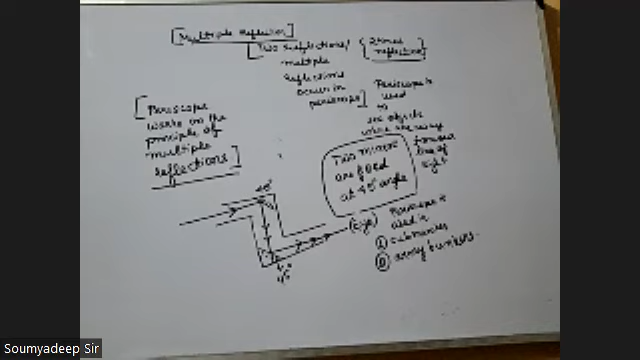 [Multiple Reflection]
[Two Reflections/
multiple
Reflections
occur in
periscope]
{2 times
reflection}
[Periscope
works on the
principle of
multiple
reflections]
Periscope is
used
to
see objects
which are away
from our
line of
sight
Two mirrors
are fixed
at 45° angle
45°
45°
(Eye)
Periscope is
used in
① submarines
② army bunkers.
Soumyadeep Sir